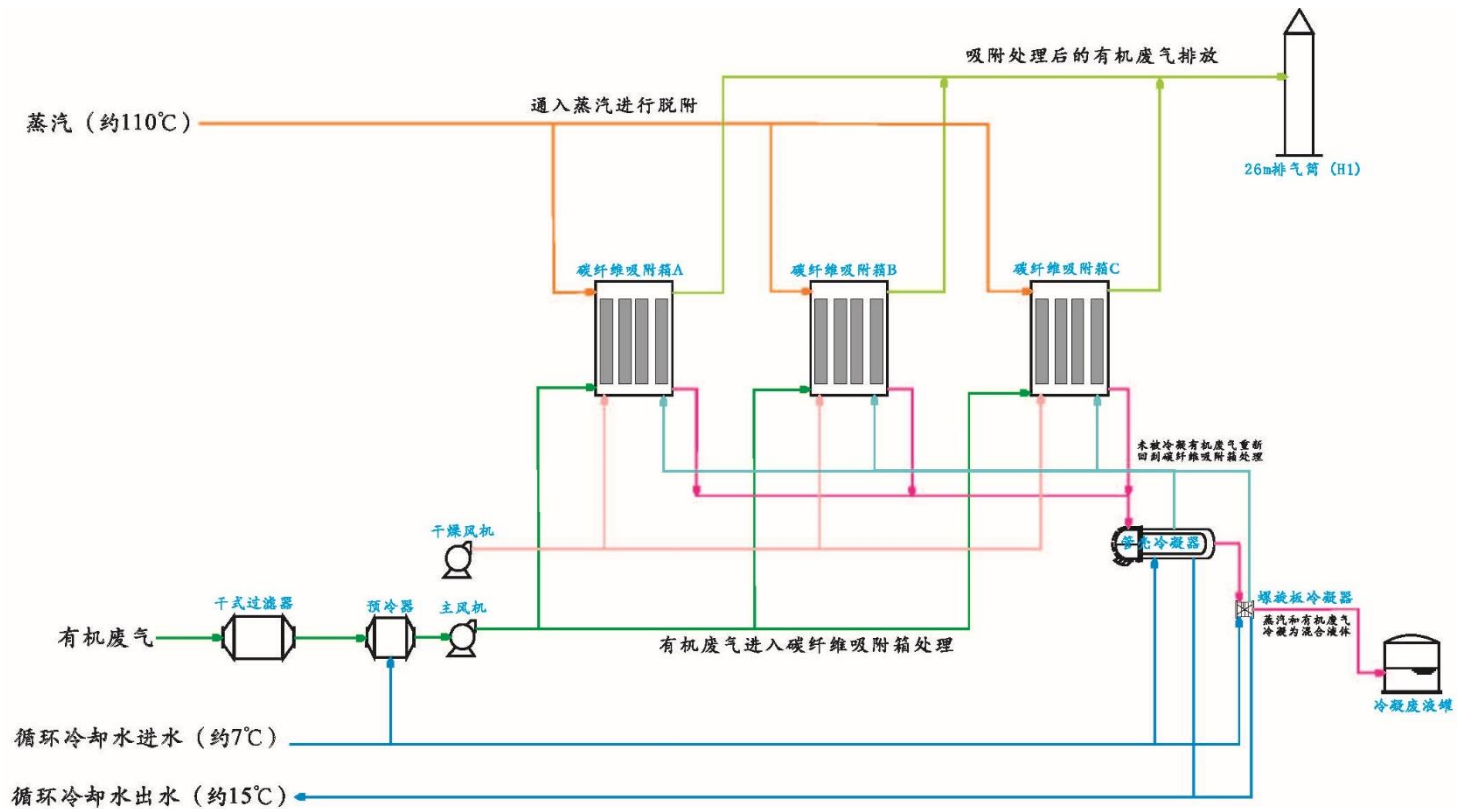 吸附处理后的有机废气排放
通入蒸汽进行脱附
蒸汽（约110℃）
26m排气筒（H1）
碳纤维吸附箱A
碳纤维吸附箱B
碳纤维吸附箱C
未被冷凝有机废气重新
回到碳纤维吸附箱处理
干燥风机
管壳冷凝器
干式过滤器
预冷器
主风机
螺旋板冷凝器
有机废气
有机废气进入碳纤维吸附箱处理
蒸汽和有机废气
冷凝为混合液体
冷凝废液罐
循环冷却水进水（约7℃）
循环冷却水出水（约15℃）